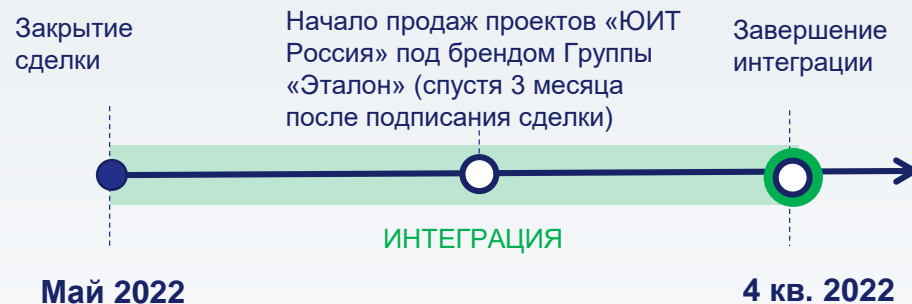 Закрытие
сделки
Начало продаж проектов «ЮИТ
Россия» под брендом Группы
«Эталон» (спустя 3 месяца
после подписания сделки)
Завершение
интеграции
ИНТЕГРАЦИЯ
Май 2022
4 кв. 2022